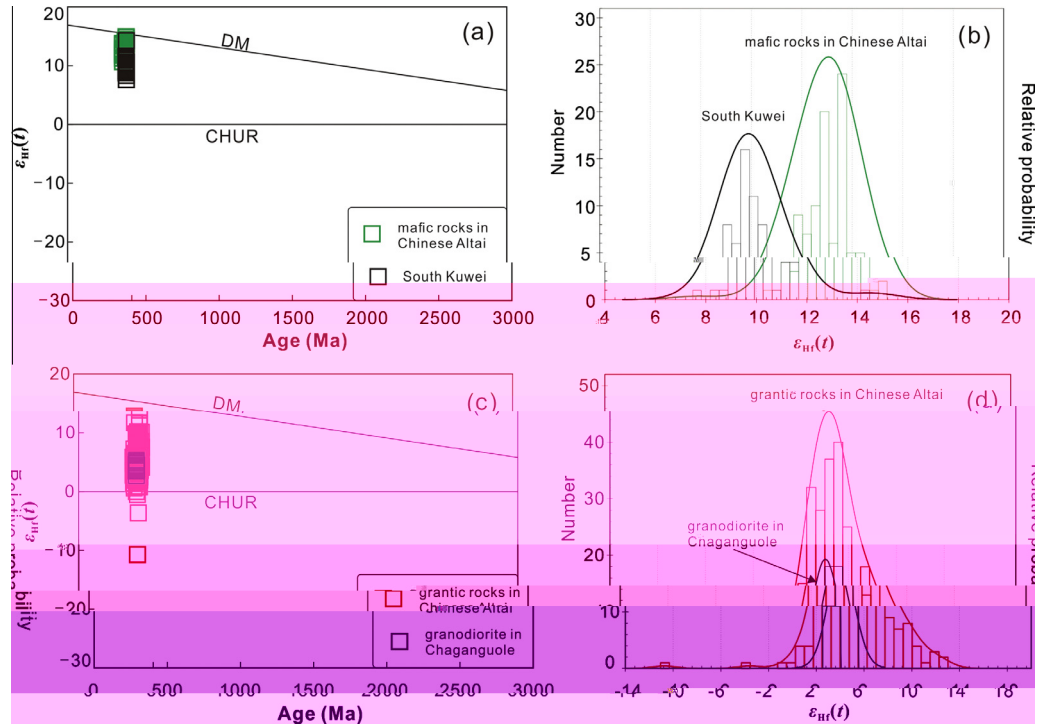 20
(a)
DM
10
ε_Hf(t)
0
CHUR
−10
−20
mafic rocks in
Chinese Altai
South Kuwei
−30
0 500 1000 1500 2000 2500 3000
Age (Ma)
30
(b)
mafic rocks in Chinese Altai
25
South Kuwei
20
Number
Relative probability
15
10
5
0
4 6 8 10 12 14 16 18 20
ε_Hf(t)
20
DM
(c)
10
ε_Hf(t)
0
CHUR
−10
−20
grantic rocks in
Chinese Altai
granodiorite in
Chaganguole
−30
0 500 1000 1500 2000 2500 3000
Age (Ma)
50
grantic rocks in Chinese Altai
(d)
40
Number
30
granodiorite in
Cnaganguole
20
10
0
-14 -10 -6 -2 2 6 10 14 18
ε_Hf(t)